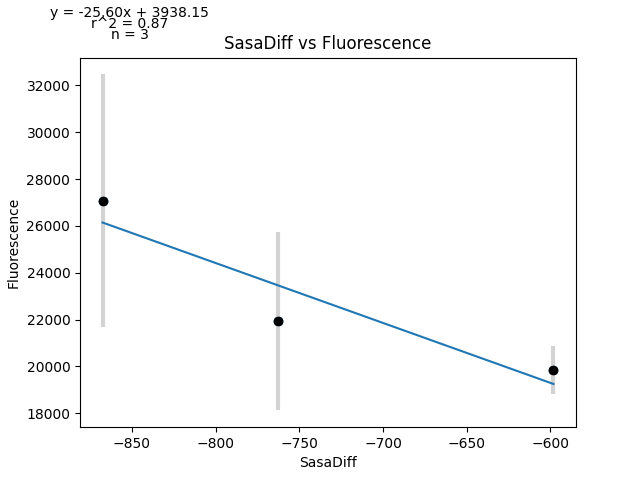 y = -25.60x + 3938.15
r^2 = 0.87
n = 3
SasaDiff vs Fluorescence
Fluorescence
32000
30000
28000
26000
24000
22000
20000
18000
−850 −800 −750 −700 −650 −600
SasaDiff